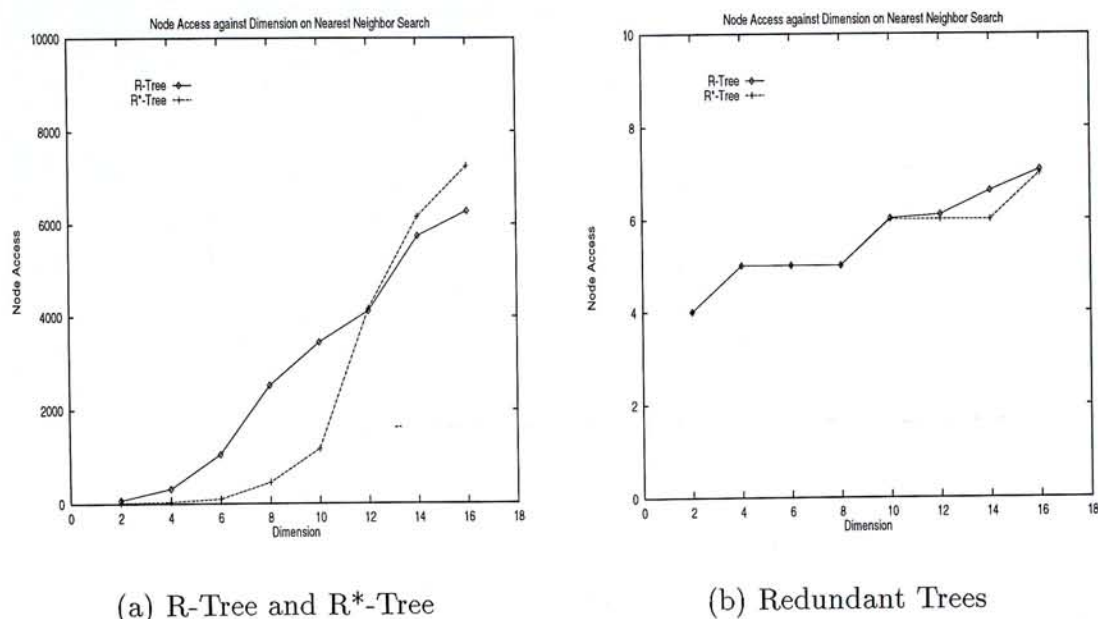 Node Access against Dimension on Nearest Neighbor Search
10000
8000
6000
4000
2000
0
Node Access
R-Tree
R*-Tree
0 2 4 6 8 10 12 14 16 18
Dimension
(a) R-Tree and R*-Tree
Node Access against Dimension on Nearest Neighbor Search
10
8
6
4
2
0
Node Access
R-Tree
R*-Tree
0 2 4 6 8 10 12 14 16 18
Dimension
(b) Redundant Trees